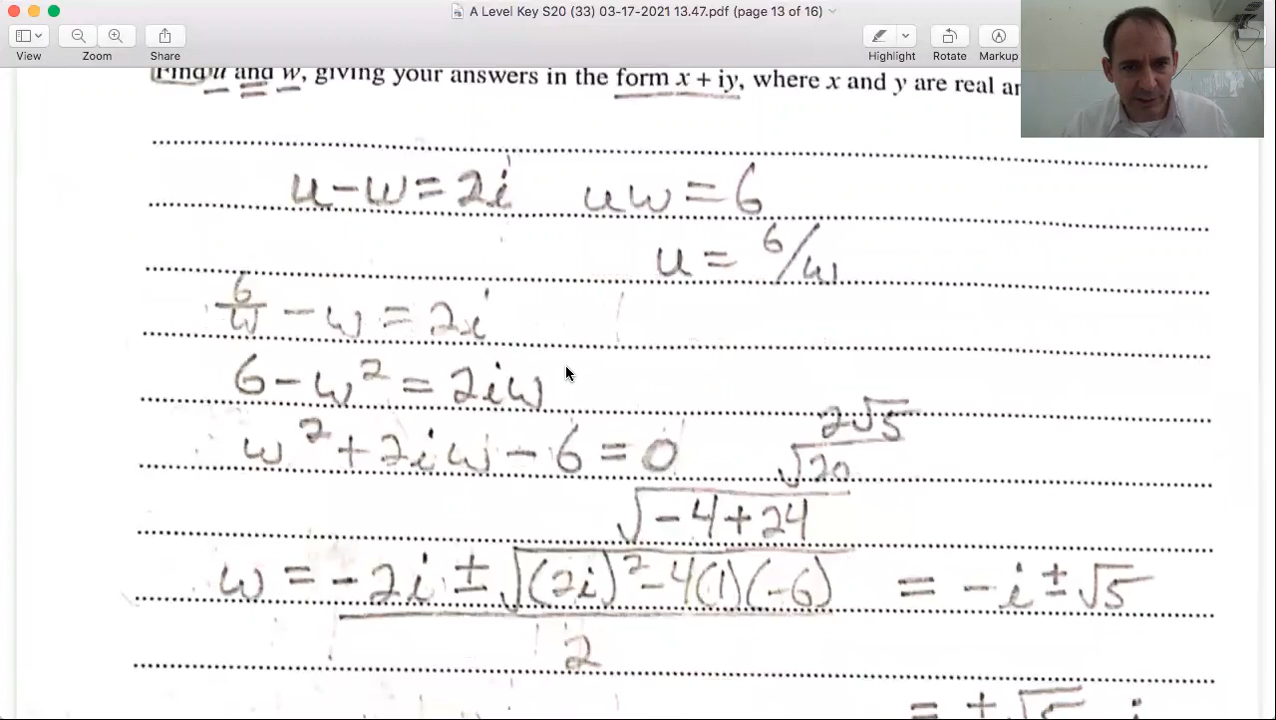 A Level Key S20 (33) 03-17-2021 13.47.pdf (page 13 of 16)
View Zoom Share Highlight Rotate Markup
Find u and w, giving your answers in the form x + iy, where x and y are real
u - w = 2i uw = 6
u = 6/w
6/w - w = 2i
6 - w² = 2iw
2√5
w² + 2iw - 6 = 0 √20
√-4+24
w = -2i ± √(2i)² - 4(1)(-6) = -i ± √5
2
= ± √5 i